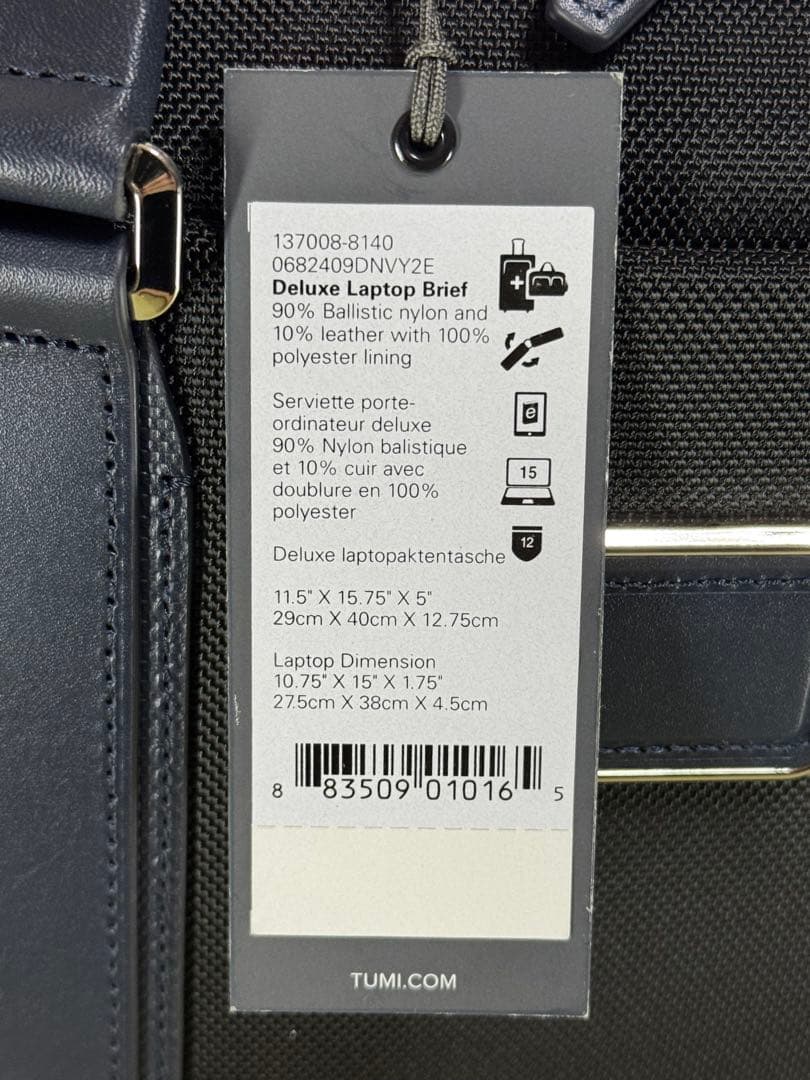 137008-8140
0682409DNVY2E
Deluxe Laptop Brief
90% Ballistic nylon and
10% leather with 100%
polyester lining
Serviette porte-
ordinateur deluxe
90% Nylon balistique
et 10% cuir avec
doublure en 100%
polyester
e
15
Deluxe laptopaktentasche
12
11.5" X 15.75" X 5"
29cm X 40cm X 12.75cm
Laptop Dimension
10.75" X 15" X 1.75"
27.5cm X 38cm X 4.5cm
8 83509 01016 5
TUMI.COM